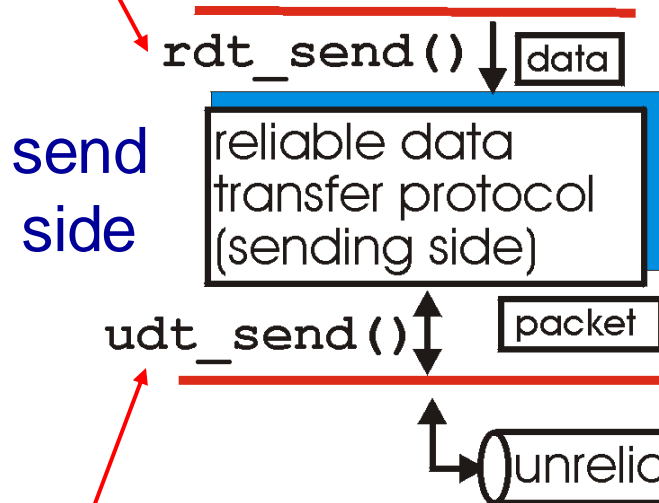 rdt_send() data
send side
reliable data
transfer protocol
(sending side)
udt_send() packet